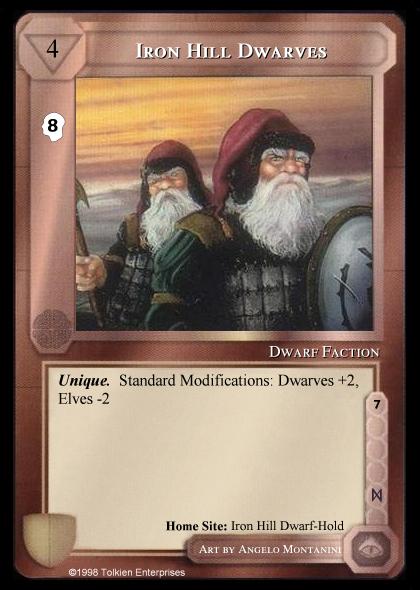 4
Iron Hill Dwarves
8
Dwarf Faction
Unique. Standard Modifications: Dwarves +2,
Elves -2
7
ᛞ
Home Site: Iron Hill Dwarf-Hold
Art by Angelo Montanini
©1998 Tolkien Enterprises